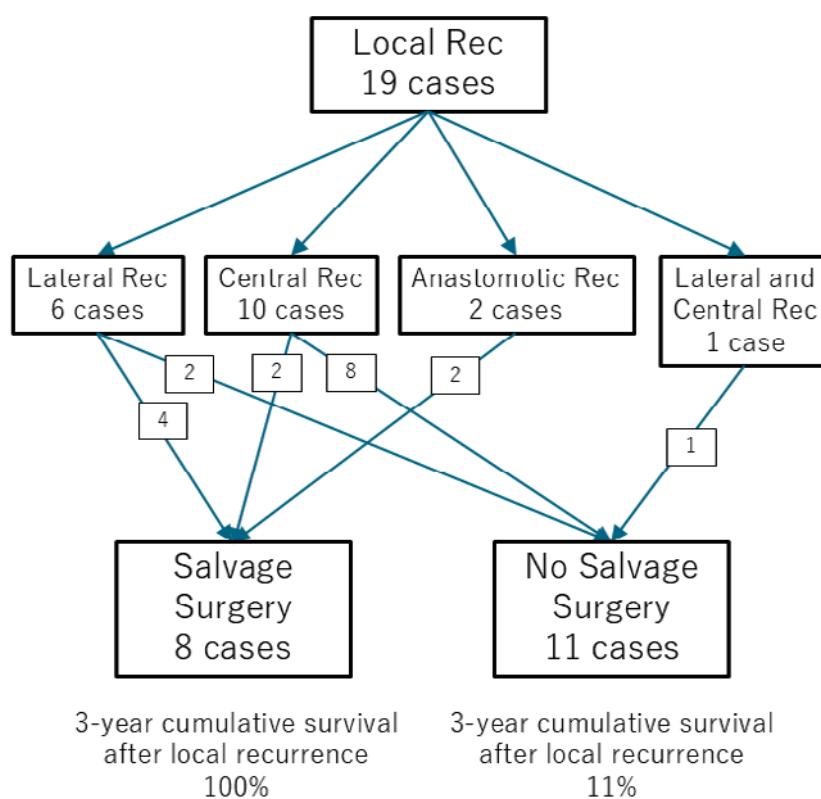 Local Rec
19 cases
Lateral Rec
6 cases
Central Rec
10 cases
Anastomotic Rec
2 cases
Lateral and
Central Rec
1 case
2
2
8
2
4
1
Salvage
Surgery
8 cases
No Salvage
Surgery
11 cases
3-year cumulative survival
after local recurrence
100%
3-year cumulative survival
after local recurrence
11%